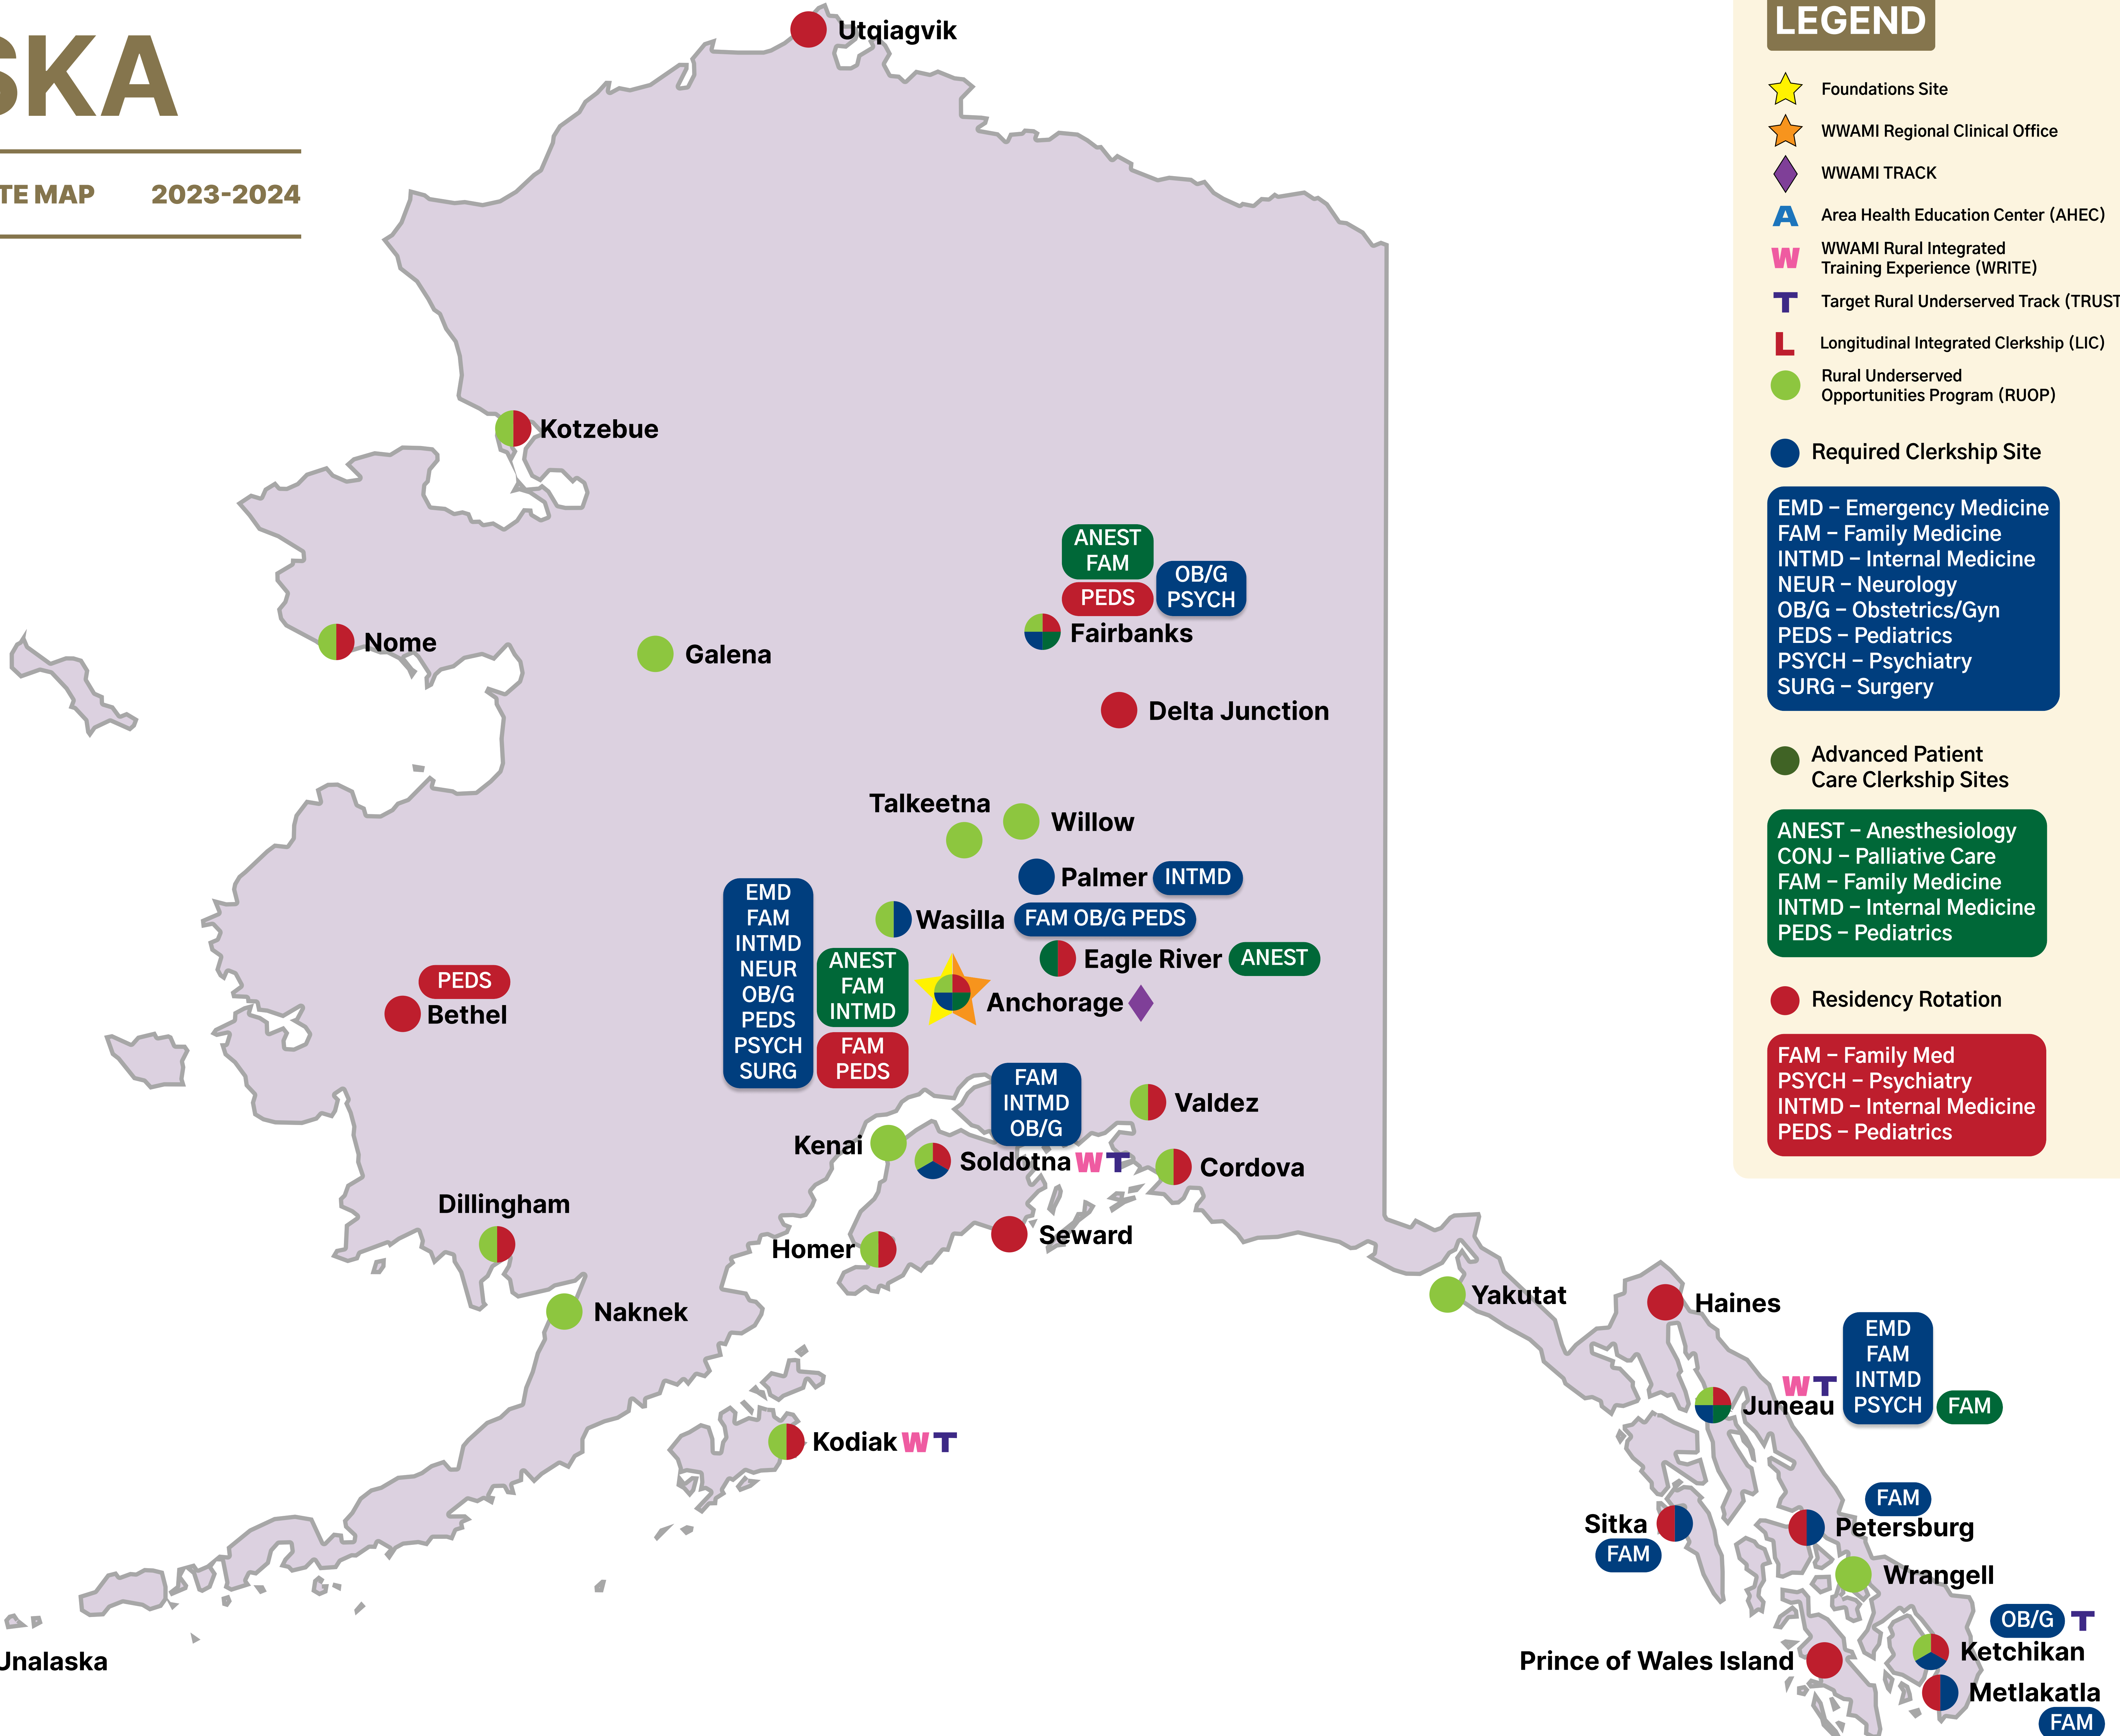 SKA
TE MAP 2023-2024
Utqiagvik
Kotzebue
Nome
Galena
ANEST
FAM
PEDS
OB/G
PSYCH
Fairbanks
Delta Junction
Talkeetna
Willow
Palmer INTMD
Wasilla FAM OB/G PEDS
Eagle River ANEST
EMD
FAM
INTMD
NEUR
OB/G
PEDS
PSYCH
SURG
ANEST
FAM
INTMD
FAM
PEDS
Anchorage
PEDS
Bethel
FAM
INTMD
OB/G
Valdez
Kenai
Soldotna W T
Cordova
Dillingham
Homer
Seward
Naknek
Yakutat
Haines
Kodiak W T
EMD
FAM
INTMD
PSYCH
W T
Juneau
FAM
Sitka
FAM
FAM
Petersburg
Wrangell
OB/G T
Ketchikan
Prince of Wales Island
Metlakatla
FAM
Unalaska
LEGEND
Foundations Site
WWAMI Regional Clinical Office
WWAMI TRACK
A Area Health Education Center (AHEC)
W WWAMI Rural Integrated
Training Experience (WRITE)
T Target Rural Underserved Track (TRUST
L Longitudinal Integrated Clerkship (LIC)
Rural Underserved
Opportunities Program (RUOP)
Required Clerkship Site
EMD – Emergency Medicine
FAM – Family Medicine
INTMD – Internal Medicine
NEUR – Neurology
OB/G – Obstetrics/Gyn
PEDS – Pediatrics
PSYCH – Psychiatry
SURG – Surgery
Advanced Patient
Care Clerkship Sites
ANEST – Anesthesiology
CONJ – Palliative Care
FAM – Family Medicine
INTMD – Internal Medicine
PEDS – Pediatrics
Residency Rotation
FAM – Family Med
PSYCH – Psychiatry
INTMD – Internal Medicine
PEDS – Pediatrics